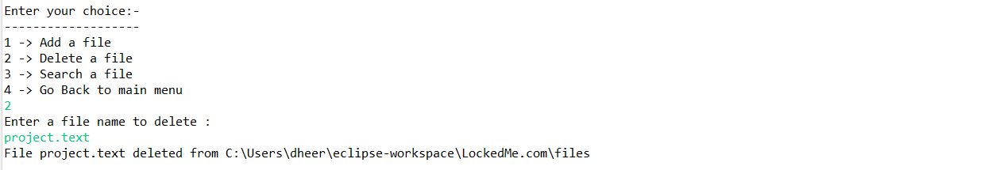 Enter your choice:-
-------------------
1 -> Add a file
2 -> Delete a file
3 -> Search a file
4 -> Go Back to main menu
2
Enter a file name to delete :
project.text
File project.text deleted from C:\Users\dheer\eclipse-workspace\LockedMe.com\files